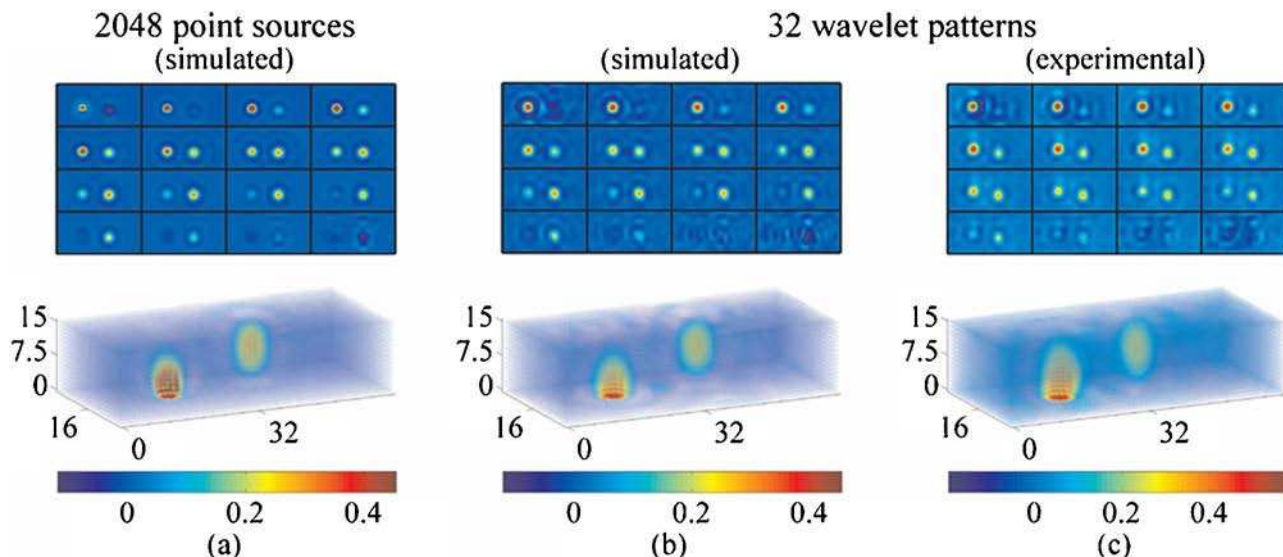 2048 point sources
(simulated)
32 wavelet patterns
(simulated)
(experimental)
15
7.5
0
16
0
32
15
7.5
0
16
0
32
15
7.5
0
16
0
32
0 0.2 0.4
0 0.2 0.4
0 0.2 0.4
(a)
(b)
(c)